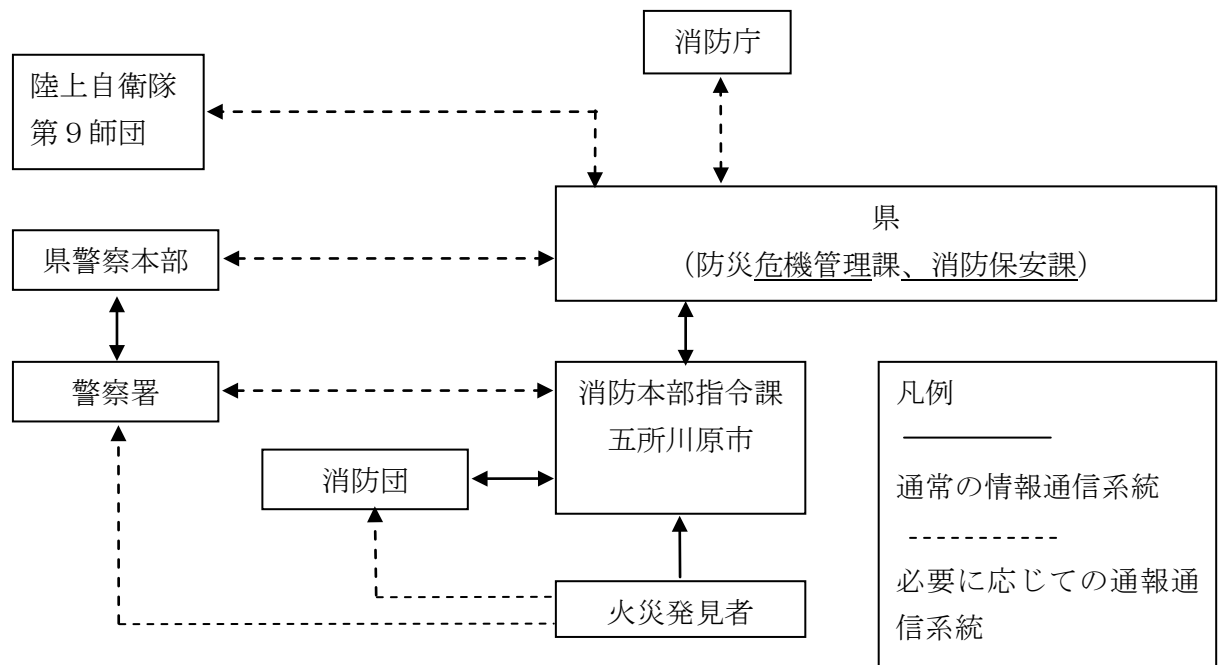 消防庁
陸上自衛隊
第９師団
県
（防災危機管理課、消防保安課）
県警察本部
警察署
消防本部指令課
五所川原市
消防団
火災発見者
凡例
通常の情報通信系統
必要に応じての通報通
信系統